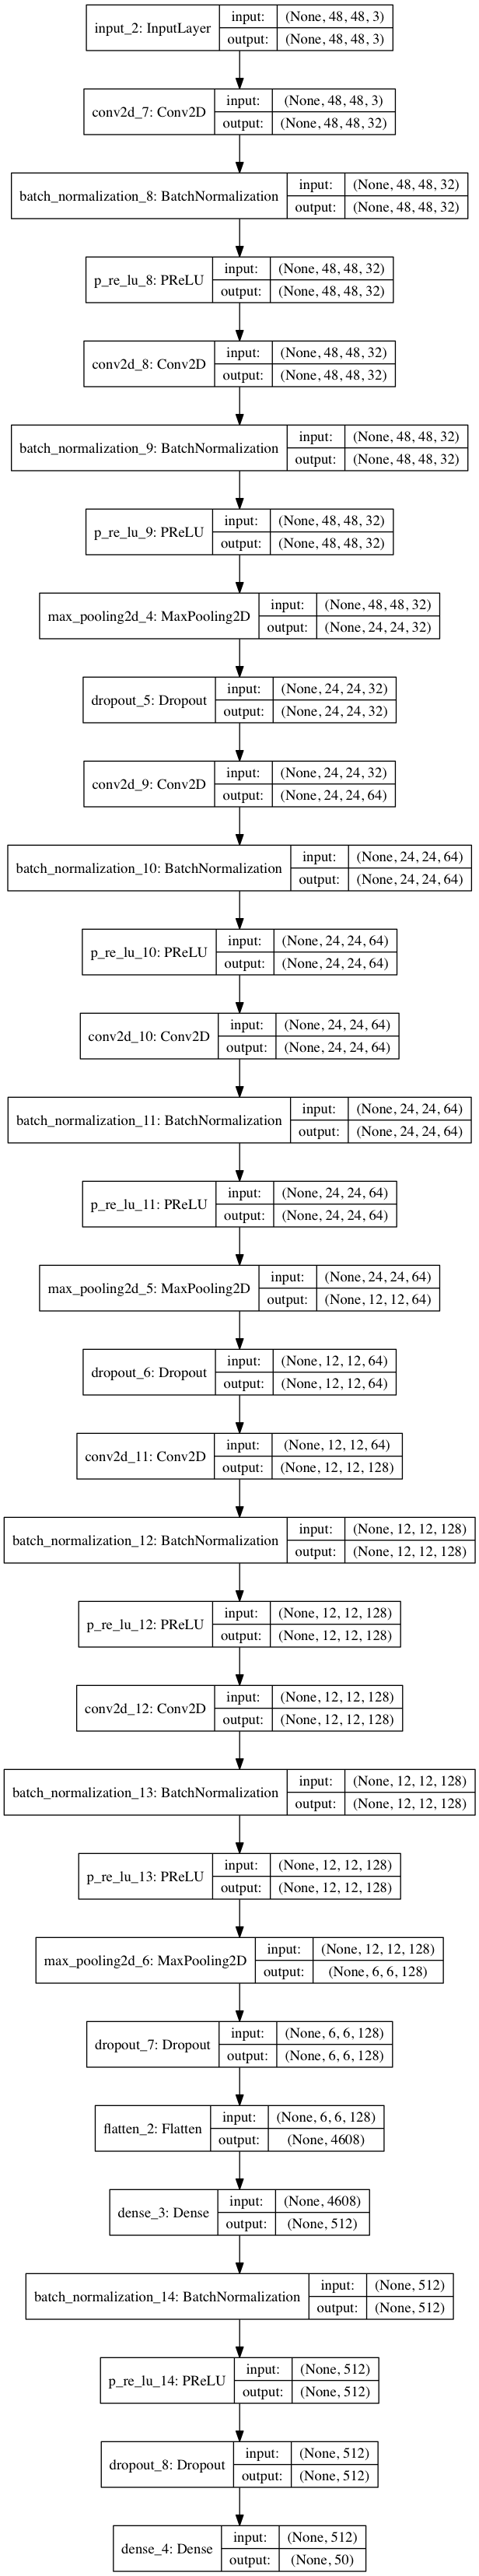 input_2: InputLayer input: (None, 48, 48, 3)
output: (None, 48, 48, 3)
conv2d_7: Conv2D input: (None, 48, 48, 3)
output: (None, 48, 48, 32)
batch_normalization_8: BatchNormalization input: (None, 48, 48, 32)
output: (None, 48, 48, 32)
p_re_lu_8: PReLU input: (None, 48, 48, 32)
output: (None, 48, 48, 32)
conv2d_8: Conv2D input: (None, 48, 48, 32)
output: (None, 48, 48, 32)
batch_normalization_9: BatchNormalization input: (None, 48, 48, 32)
output: (None, 48, 48, 32)
p_re_lu_9: PReLU input: (None, 48, 48, 32)
output: (None, 48, 48, 32)
max_pooling2d_4: MaxPooling2D input: (None, 48, 48, 32)
output: (None, 24, 24, 32)
dropout_5: Dropout input: (None, 24, 24, 32)
output: (None, 24, 24, 32)
conv2d_9: Conv2D input: (None, 24, 24, 32)
output: (None, 24, 24, 64)
batch_normalization_10: BatchNormalization input: (None, 24, 24, 64)
output: (None, 24, 24, 64)
p_re_lu_10: PReLU input: (None, 24, 24, 64)
output: (None, 24, 24, 64)
conv2d_10: Conv2D input: (None, 24, 24, 64)
output: (None, 24, 24, 64)
batch_normalization_11: BatchNormalization input: (None, 24, 24, 64)
output: (None, 24, 24, 64)
p_re_lu_11: PReLU input: (None, 24, 24, 64)
output: (None, 24, 24, 64)
max_pooling2d_5: MaxPooling2D input: (None, 24, 24, 64)
output: (None, 12, 12, 64)
dropout_6: Dropout input: (None, 12, 12, 64)
output: (None, 12, 12, 64)
conv2d_11: Conv2D input: (None, 12, 12, 64)
output: (None, 12, 12, 128)
batch_normalization_12: BatchNormalization input: (None, 12, 12, 128)
output: (None, 12, 12, 128)
p_re_lu_12: PReLU input: (None, 12, 12, 128)
output: (None, 12, 12, 128)
conv2d_12: Conv2D input: (None, 12, 12, 128)
output: (None, 12, 12, 128)
batch_normalization_13: BatchNormalization input: (None, 12, 12, 128)
output: (None, 12, 12, 128)
p_re_lu_13: PReLU input: (None, 12, 12, 128)
output: (None, 12, 12, 128)
max_pooling2d_6: MaxPooling2D input: (None, 12, 12, 128)
output: (None, 6, 6, 128)
dropout_7: Dropout input: (None, 6, 6, 128)
output: (None, 6, 6, 128)
flatten_2: Flatten input: (None, 6, 6, 128)
output: (None, 4608)
dense_3: Dense input: (None, 4608)
output: (None, 512)
batch_normalization_14: BatchNormalization input: (None, 512)
output: (None, 512)
p_re_lu_14: PReLU input: (None, 512)
output: (None, 512)
dropout_8: Dropout input: (None, 512)
output: (None, 512)
dense_4: Dense input: (None, 512)
output: (None, 50)